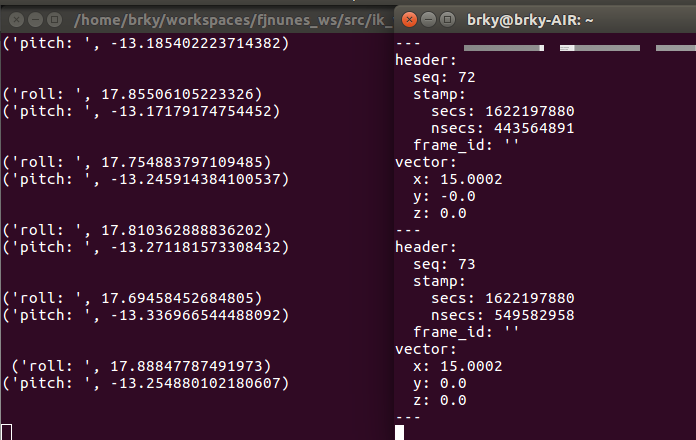 /home/brky/workspaces/fjnunes_ws/src/ik_
('pitch: ', -13.185402223714382)
('roll: ', 17.85506105223326)
('pitch: ', -13.17179174754452)
('roll: ', 17.754883797109485)
('pitch: ', -13.245914384100537)
('roll: ', 17.810362888836202)
('pitch: ', -13.271181573308432)
('roll: ', 17.69458452684805)
('pitch: ', -13.336966544488092)
('roll: ', 17.88847787491973)
('pitch: ', -13.254880102180607)
brky@brky-AIR: ~
---
header:
  seq: 72
  stamp:
    secs: 1622197880
    nsecs: 443564891
  frame_id: ''
vector:
  x: 15.0002
  y: -0.0
  z: 0.0
---
header:
  seq: 73
  stamp:
    secs: 1622197880
    nsecs: 549582958
  frame_id: ''
vector:
  x: 15.0002
  y: 0.0
  z: 0.0
---